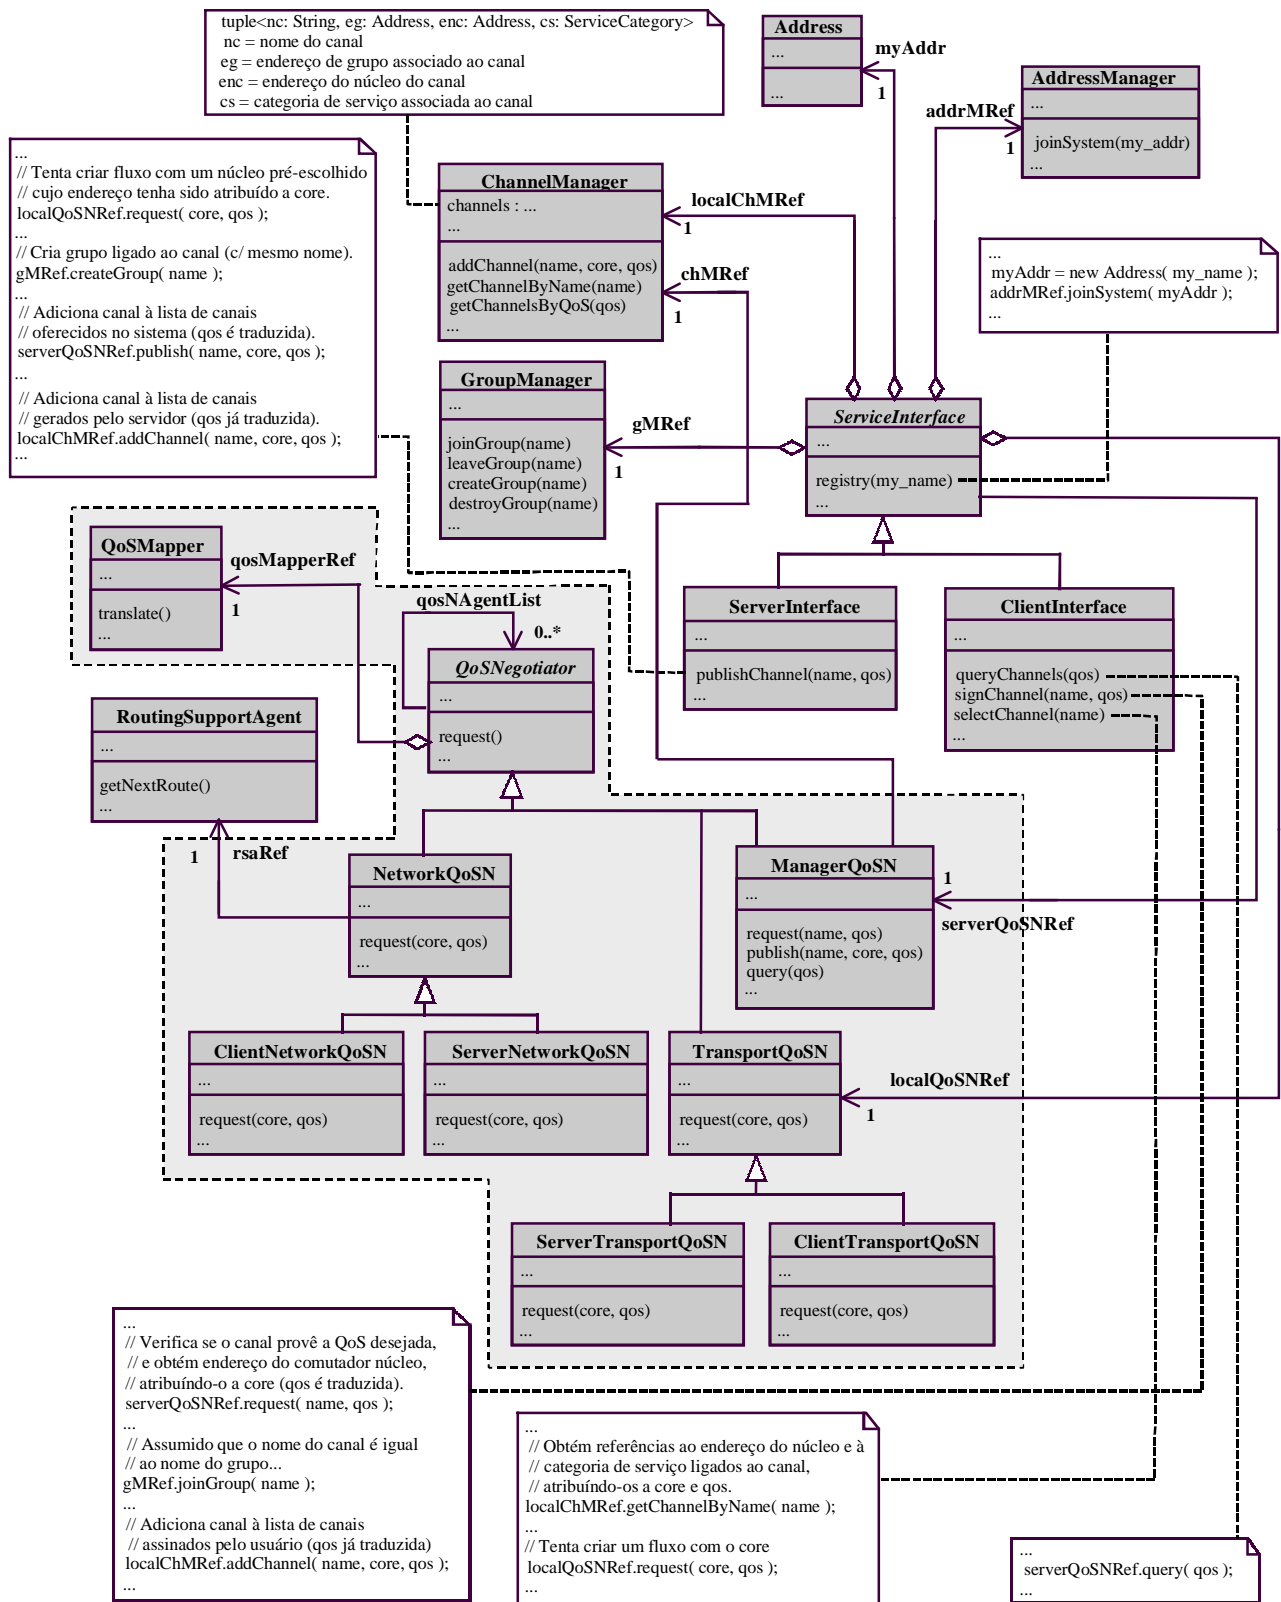 tuple<nc: String, eg: Address, enc: Address, cs: ServiceCategory>
nc = nome do canal
eg = endereço de grupo associado ao canal
enc = endereço do núcleo do canal
cs = categoria de serviço associada ao canal
Address
...
...
myAddr
1
AddressManager
...
joinSystem(my_addr)
...
addrMRef
1
...
// Tenta criar fluxo com um núcleo pré-escolhido
// cujo endereço tenha sido atribuído a core.
localQoSNRef.request( core, qos );
...
// Cria grupo ligado ao canal (c/ mesmo nome).
gMRef.createGroup( name );
...
// Adiciona canal à lista de canais
// oferecidos no sistema (qos é traduzida).
serverQoSNRef.publish( name, core, qos );
...
// Adiciona canal à lista de canais
// gerados pelo servidor (qos já traduzida).
localChMRef.addChannel( name, core, qos );
...
ChannelManager
channels : ...
...
addChannel(name, core, qos)
getChannelByName(name)
getChannelsByQoS(qos)
...
localChMRef
1
chMRef
1
...
myAddr = new Address( my_name );
addrMRef.joinSystem( myAddr );
...
GroupManager
...
joinGroup(name)
leaveGroup(name)
createGroup(name)
destroyGroup(name)
...
gMRef
1
ServiceInterface
...
registry(my_name)
...
QoSMapper
...
translate()
...
qosMapperRef
1
qosNAgentList
0..*
QoSNegotiator
...
request()
...
ServerInterface
...
publishChannel(name, qos)
...
ClientInterface
...
queryChannels(qos)
signChannel(name, qos)
selectChannel(name)
...
RoutingSupportAgent
...
getNextRoute()
...
1
rsaRef
NetworkQoSN
...
request(core, qos)
...
ManagerQoSN
...
request(name, qos)
publish(name, core, qos)
query(qos)
...
1
serverQoSNRef
ClientNetworkQoSN
...
request(core, qos)
...
ServerNetworkQoSN
...
request(core, qos)
...
TransportQoSN
...
request(core, qos)
...
localQoSNRef
1
ServerTransportQoSN
...
request(core, qos)
...
ClientTransportQoSN
...
request(core, qos)
...
...
// Verifica se o canal provê a QoS desejada,
// e obtém endereço do comutador núcleo,
// atribuíndo-o a core (qos é traduzida).
serverQoSNRef.request( name, qos );
...
// Assumido que o nome do canal é igual
// ao nome do grupo...
gMRef.joinGroup( name );
...
// Adiciona canal à lista de canais
// assinados pelo usuário (qos já traduzida)
localChMRef.addChannel( name, core, qos );
...
...
// Obtém referências ao endereço do núcleo e à
// categoria de serviço ligados ao canal,
// atribuíndo-os a core e qos.
localChMRef.getChannelByName( name );
...
// Tenta criar um fluxo com o core
localQoSNRef.request( core, qos );
...
...
serverQoSNRef.query( qos );
...